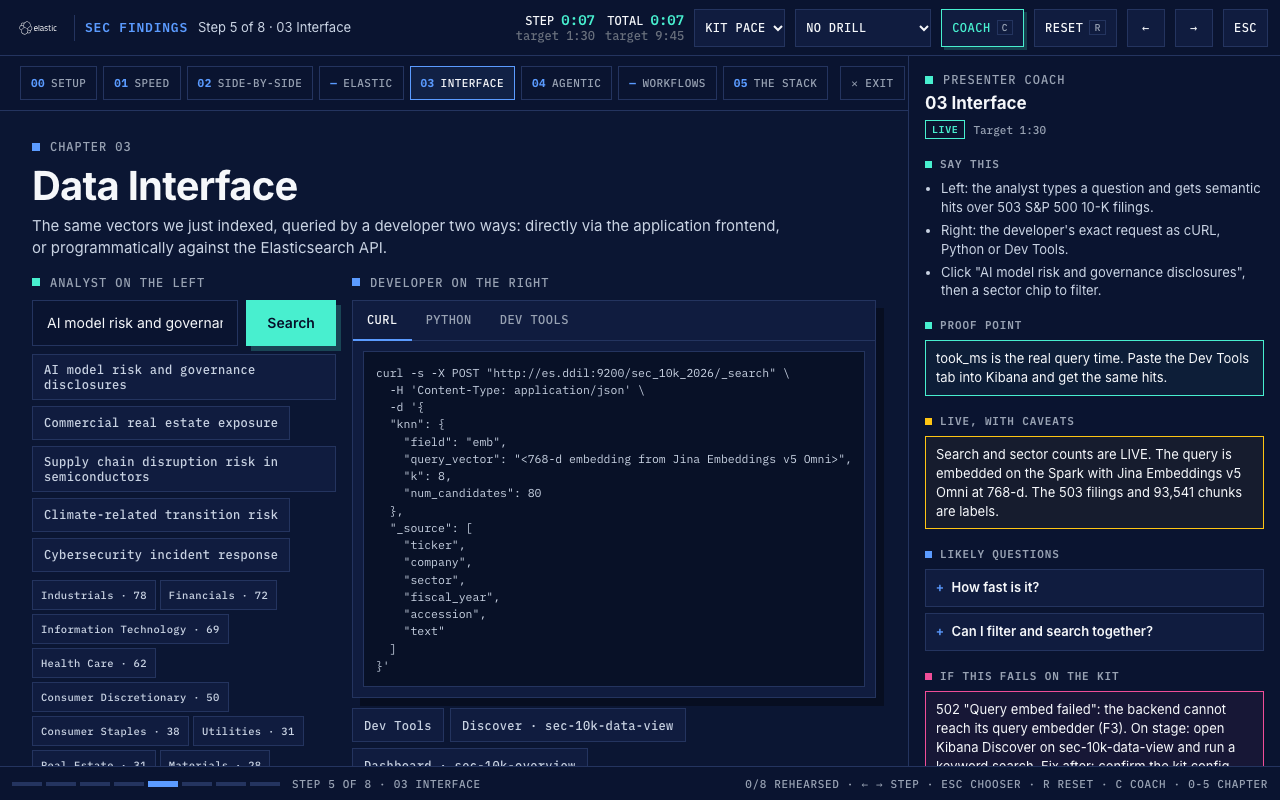 elastic
SEC FINDINGS Step 5 of 8 · 03 Interface
STEP 0:07 TOTAL 0:07
target 1:30 target 9:45
KIT PACE
NO DRILL
COACH C
RESET R
←
→
ESC
00 SETUP
01 SPEED
02 SIDE-BY-SIDE
— ELASTIC
03 INTERFACE
04 AGENTIC
— WORKFLOWS
05 THE STACK
× EXIT
CHAPTER 03
Data Interface
The same vectors we just indexed, queried by a developer two ways: directly via the application frontend,
or programmatically against the Elasticsearch API.
ANALYST ON THE LEFT
AI model risk and governar
Search
AI model risk and governance
disclosures
Commercial real estate exposure
Supply chain disruption risk in
semiconductors
Climate-related transition risk
Cybersecurity incident response
Industrials · 78
Financials · 72
Information Technology · 69
Health Care · 62
Consumer Discretionary · 50
Consumer Staples · 38
Utilities · 31
Real Estate · 31
Materials · 28
DEVELOPER ON THE RIGHT
CURL
PYTHON
DEV TOOLS
curl -s -X POST "http://es.ddil:9200/sec_10k_2026/_search" \
  -H 'Content-Type: application/json' \
  -d '{
  "knn": {
    "field": "emb",
    "query_vector": "<768-d embedding from Jina Embeddings v5 Omni>",
    "k": 8,
    "num_candidates": 80
  },
  "_source": [
    "ticker",
    "company",
    "sector",
    "fiscal_year",
    "accession",
    "text"
  ]
}'
Dev Tools
Discover · sec-10k-data-view
Dashboard · sec-10k-overview
PRESENTER COACH
03 Interface
LIVE Target 1:30
SAY THIS
• Left: the analyst types a question and gets semantic
hits over 503 S&P 500 10-K filings.
• Right: the developer's exact request as cURL,
Python or Dev Tools.
• Click "AI model risk and governance disclosures",
then a sector chip to filter.
PROOF POINT
took_ms is the real query time. Paste the Dev Tools
tab into Kibana and get the same hits.
LIVE, WITH CAVEATS
Search and sector counts are LIVE. The query is
embedded on the Spark with Jina Embeddings v5
Omni at 768-d. The 503 filings and 93,541 chunks
are labels.
LIKELY QUESTIONS
+ How fast is it?
+ Can I filter and search together?
IF THIS FAILS ON THE KIT
502 "Query embed failed": the backend cannot
reach its query embedder (F3). On stage: open
Kibana Discover on sec-10k-data-view and run a
keyword search. Fix after: confirm the kit config
STEP 5 OF 8 · 03 INTERFACE
0/8 REHEARSED · ← → STEP · ESC CHOOSER · R RESET · C COACH · 0-5 CHAPTER